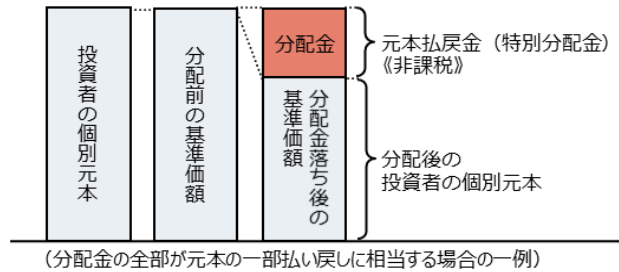 投資者の個別元本
分配前の基準価額
分配金
分配金落ち後の
基準価額
元本払戻金（特別分配金）
《非課税》
分配後の
投資者の個別元本
（分配金の全部が元本の一部払い戻しに相当する場合の一例）